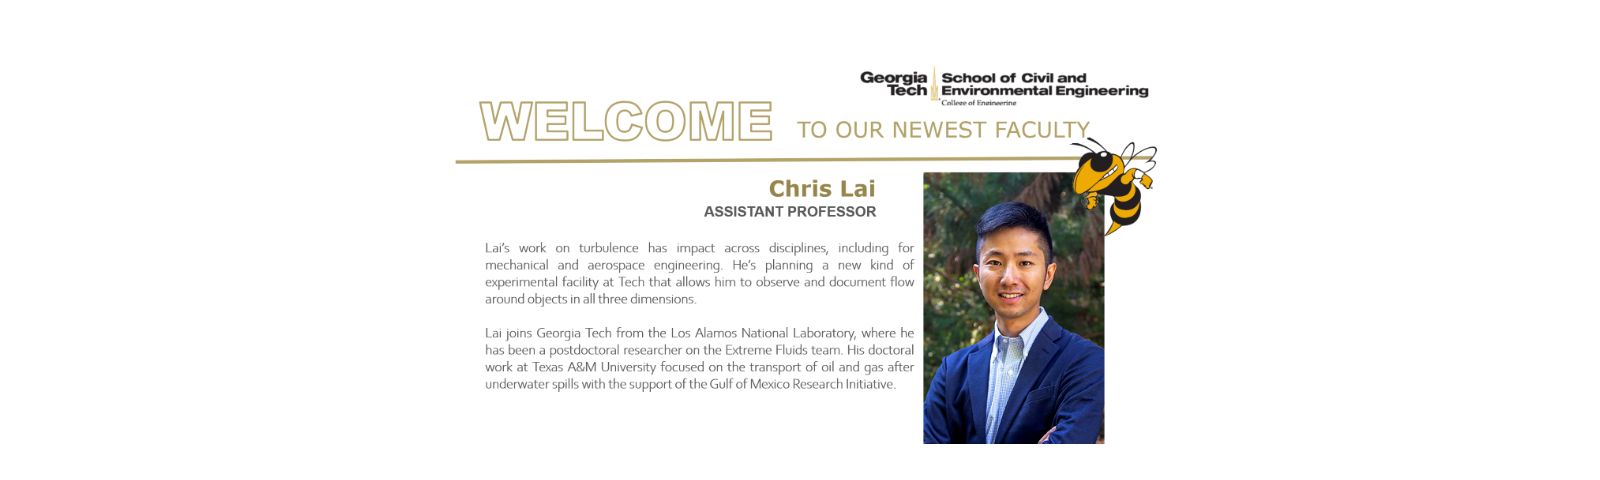 Georgia Tech
School of Civil and
Environmental Engineering
College of Engineering
WELCOME TO OUR NEWEST FACULTY
Chris Lai
ASSISTANT PROFESSOR
Lai's work on turbulence has impact across disciplines, including for
mechanical and aerospace engineering. He's planning a new kind of
experimental facility at Tech that allows him to observe and document flow
around objects in all three dimensions.
Lai joins Georgia Tech from the Los Alamos National Laboratory, where he
has been a postdoctoral researcher on the Extreme Fluids team. His doctoral
work at Texas A&M University focused on the transport of oil and gas after
underwater spills with the support of the Gulf of Mexico Research Initiative.